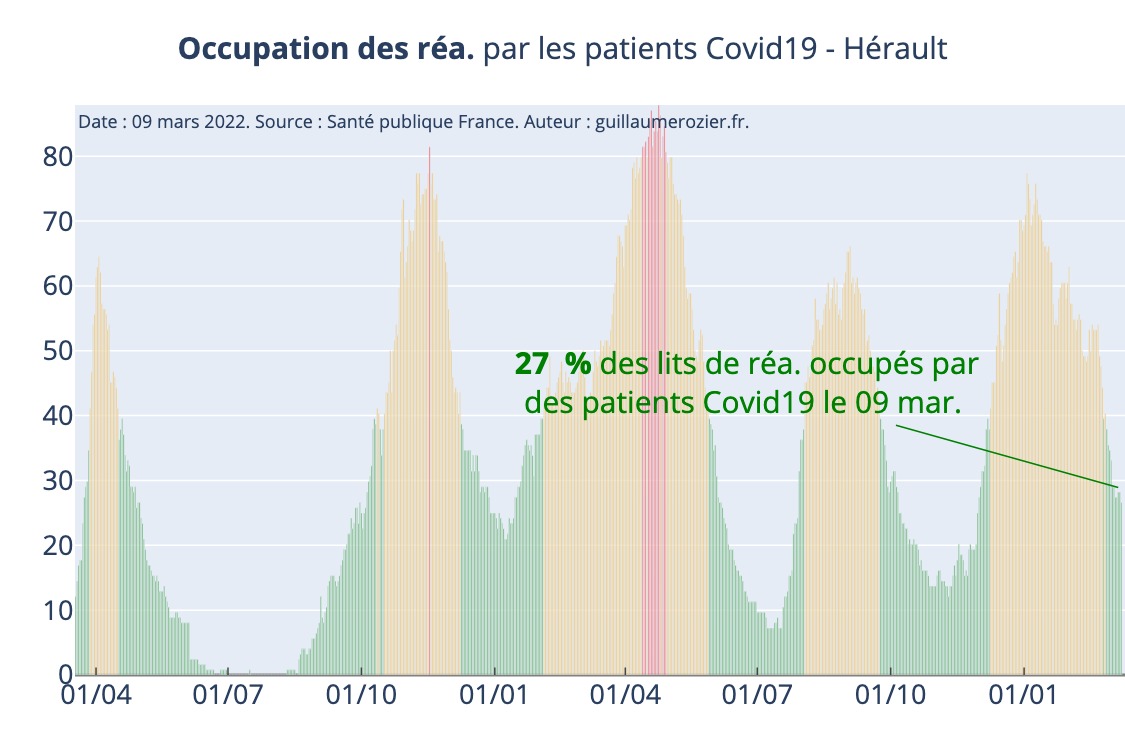 Occupation des réa. par les patients Covid19 - Hérault
Date : 09 mars 2022. Source : Santé publique France. Auteur : guillaumerozier.fr.
80
70
60
50
27 % des lits de réa. occupés par
des patients Covid19 le 09 mar.
40
30
20
10
0
01/04 01/07 01/10 01/01 01/04 01/07 01/10 01/01